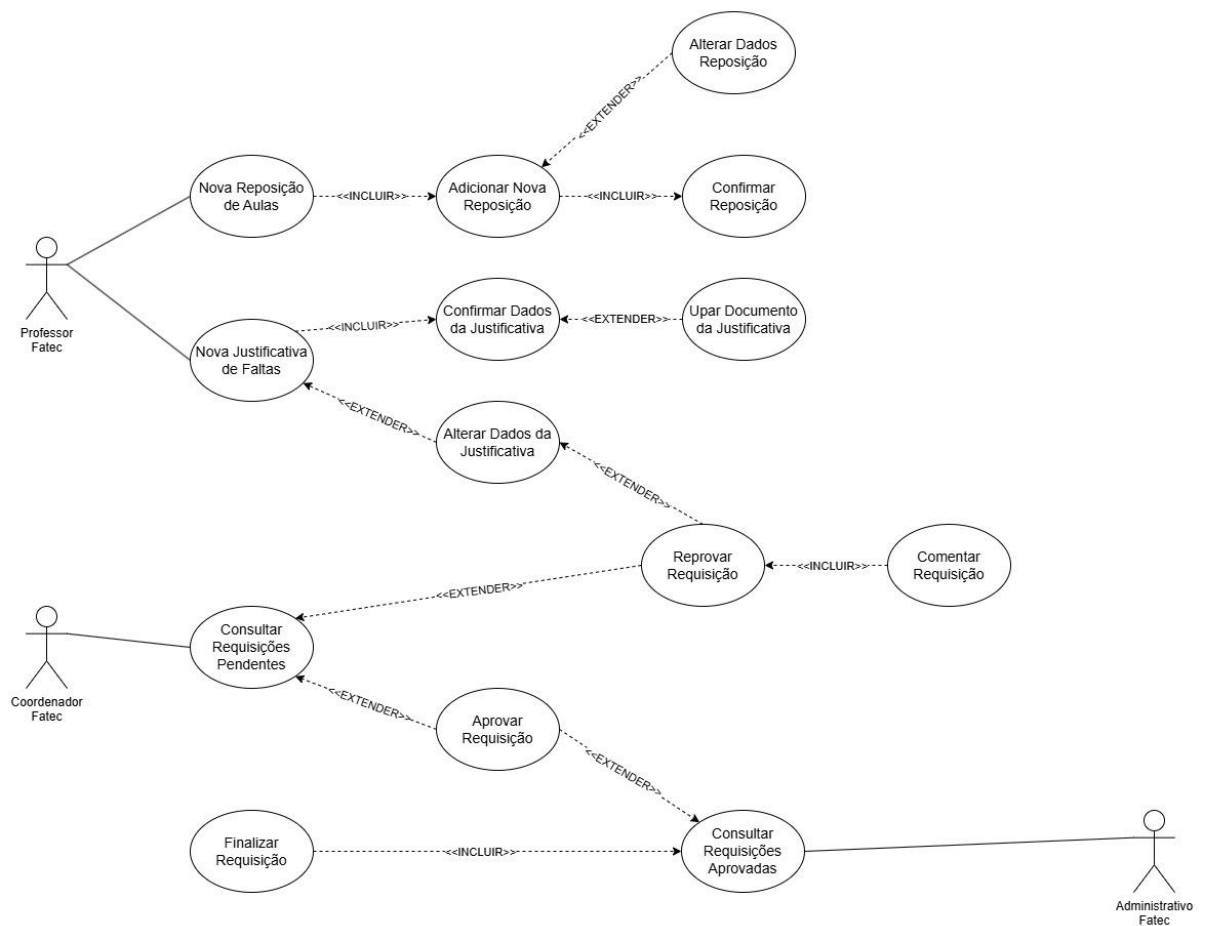 Alterar Dados
Reposição
<<EXTENDER>>
Nova Reposição
de Aulas
<<INCLUIR>>
Adicionar Nova
Reposição
<<INCLUIR>>
Confirmar
Reposição
Professor
Fatec
Confirmar Dados
da Justificativa
<<EXTENDER>>
Upar Documento
da Justificativa
<<INCLUIR>>
Nova Justificativa
de Faltas
<<EXTENDER>>
Alterar Dados da
Justificativa
<<EXTENDER>>
Reprovar
Requisição
<<INCLUIR>>
Comentar
Requisição
<<EXTENDER>>
Coordenador
Fatec
Consultar
Requisições
Pendentes
<<EXTENDER>>
Aprovar
Requisição
<<EXTENDER>>
Finalizar
Requisição
<<INCLUIR>>
Consultar
Requisições
Aprovadas
Administrativo
Fatec